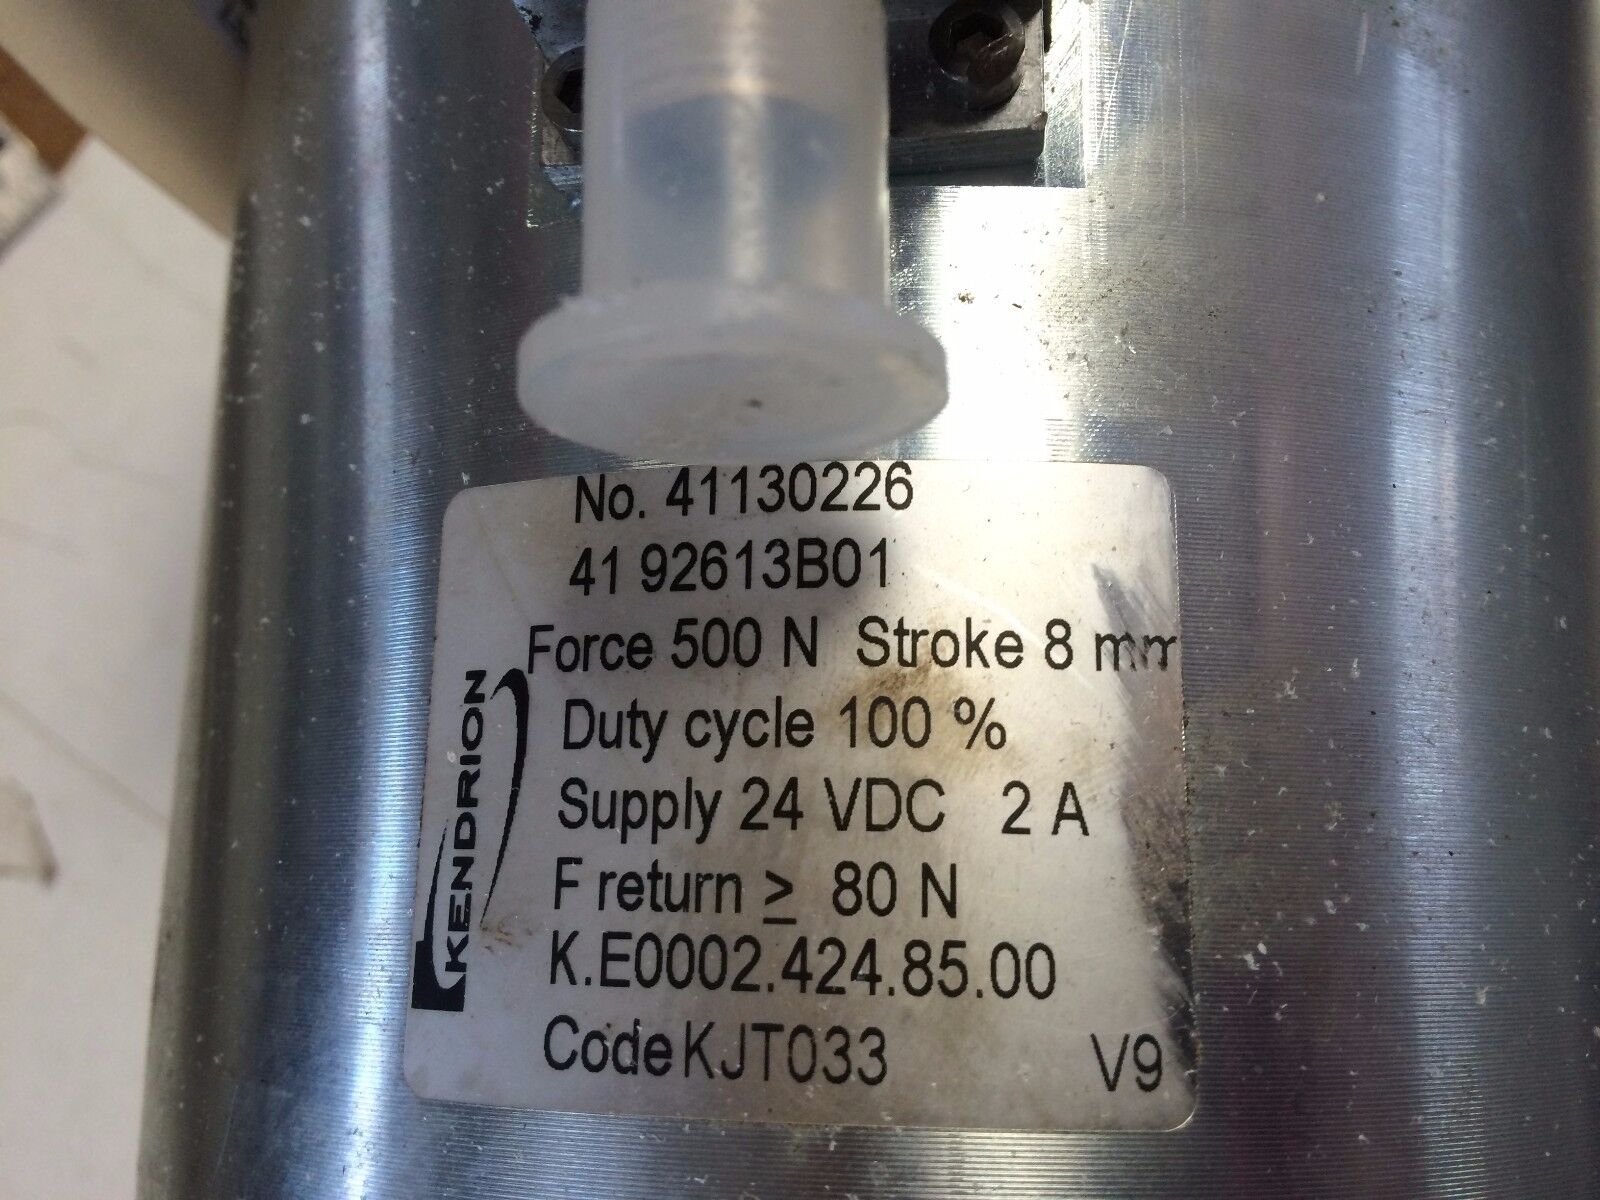 No. 41130226
41 92613B01
Force 500 N Stroke 8 mm
Duty cycle 100 %
Supply 24 VDC 2 A
F return ≥ 80 N
K.E0002.424.85.00
Code KJT033 V9
KENDRION